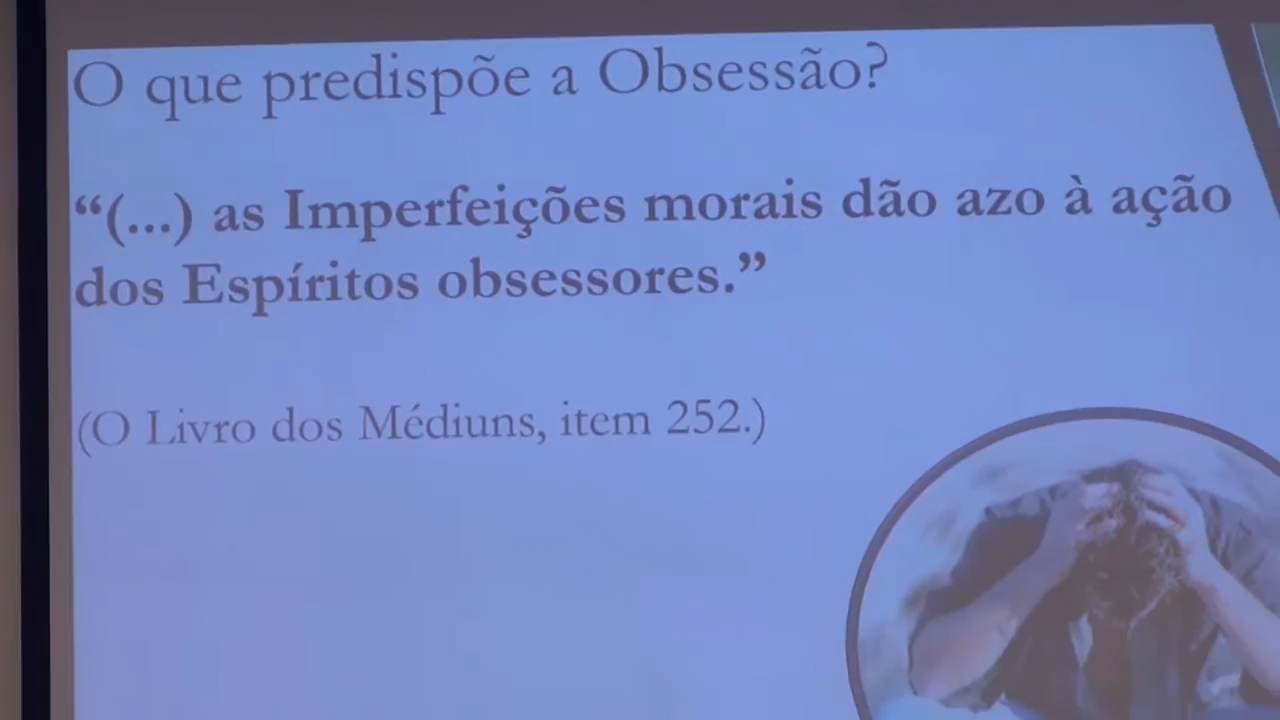 O que predispõe a Obsessão?
“(...) as Imperfeições morais dão azo à ação
dos Espíritos obsessores.”
(O Livro dos Médiuns, item 252.)